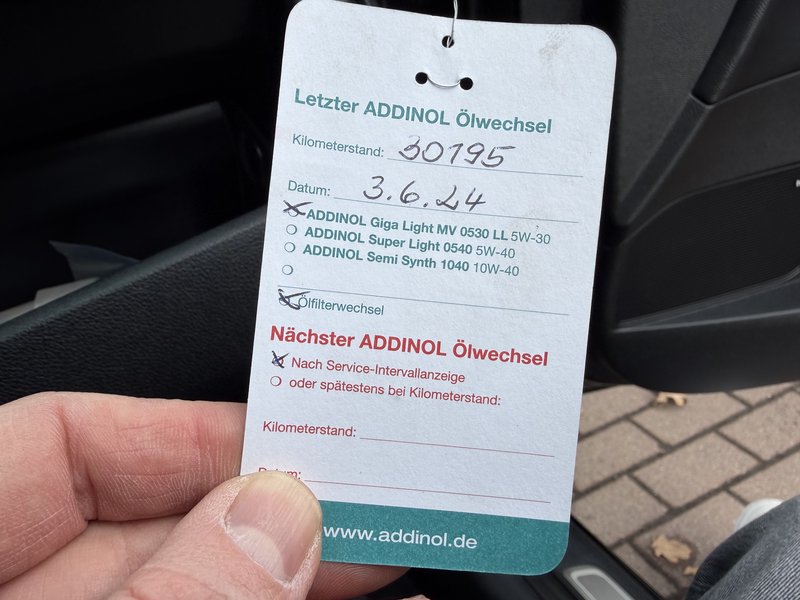 Letzter ADDINOL Ölwechsel
Kilometerstand: 30195
Datum: 3.6.24
ADDINOL Giga Light MV 0530 LL 5W-30
ADDINOL Super Light 0540 5W-40
ADDINOL Semi Synth 1040 10W-40
Ölfilterwechsel
Nächster ADDINOL Ölwechsel
Nach Service-Intervallanzeige
oder spätestens bei Kilometerstand:
Kilometerstand:
Datum:
www.addinol.de